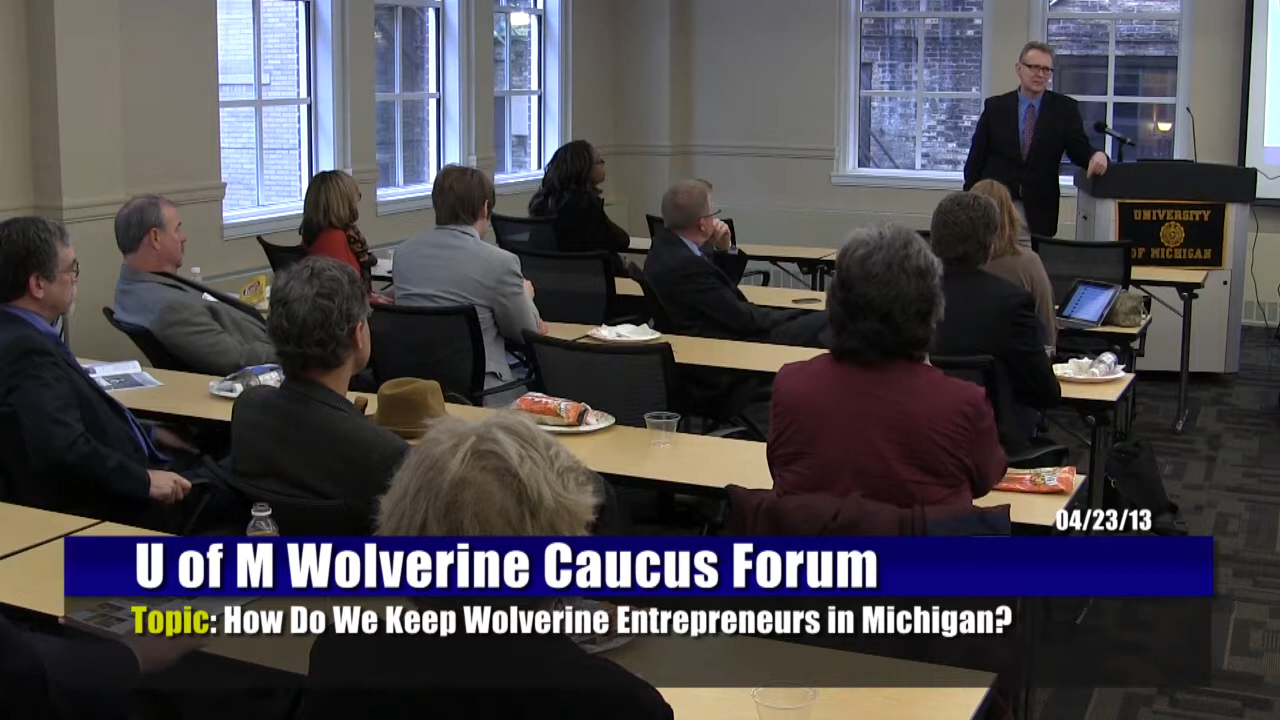 UNIVERSITY
OF MICHIGAN
04/23/13
U of M Wolverine Caucus Forum
Topic: How Do We Keep Wolverine Entrepreneurs in Michigan?